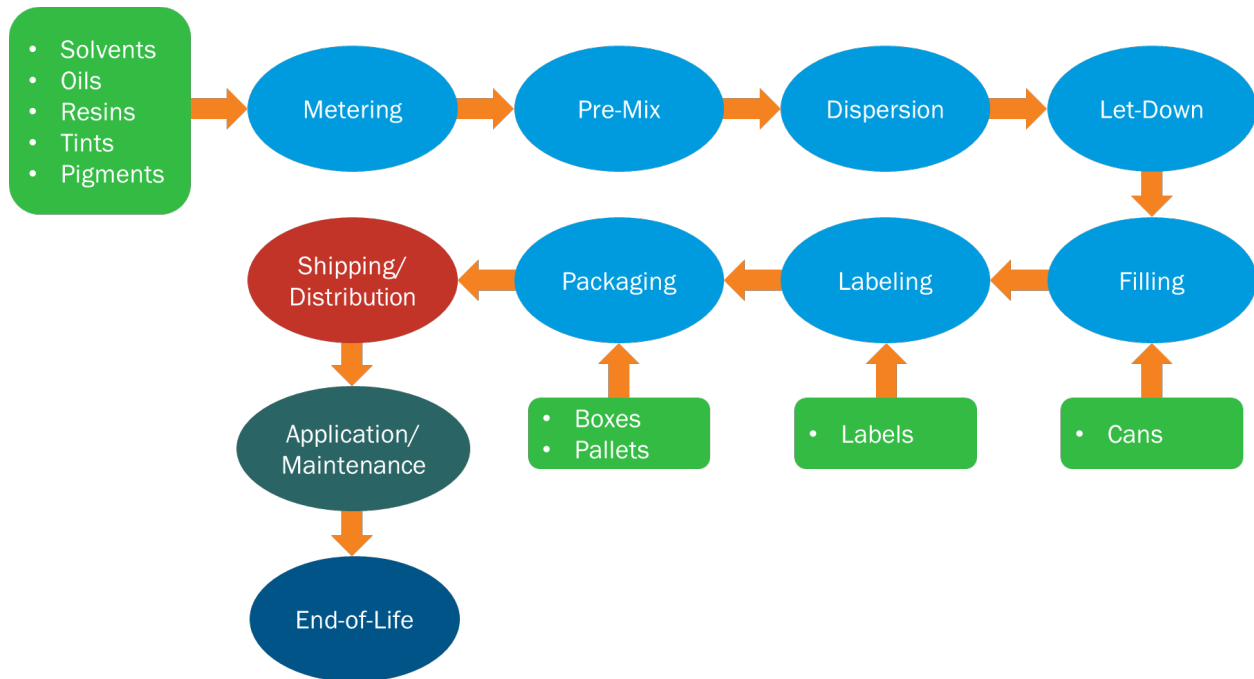 • Solvents
• Oils
• Resins
• Tints
• Pigments
Metering
Pre-Mix
Dispersion
Let-Down
Shipping/
Distribution
Packaging
Labeling
Filling
Application/
Maintenance
• Boxes
• Pallets
• Labels
• Cans
End-of-Life